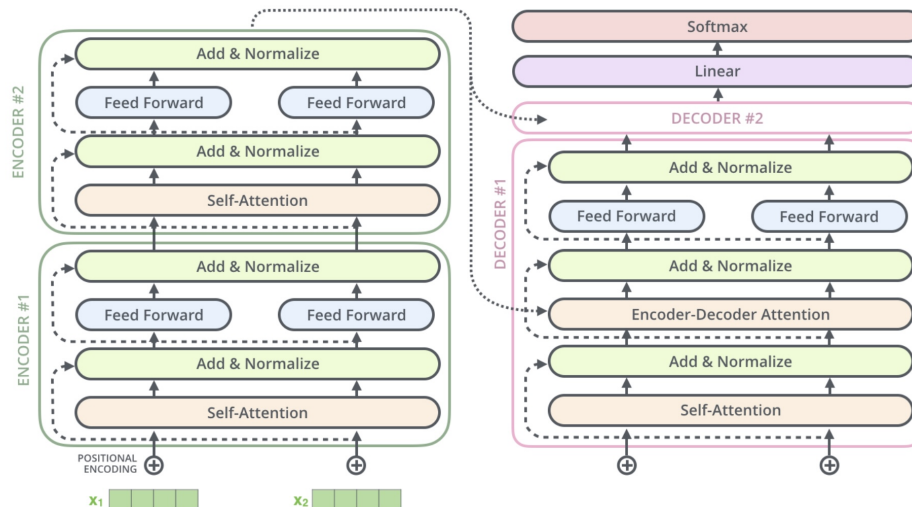 ENCODER #2
Add & Normalize
Feed Forward
Feed Forward
Add & Normalize
Self-Attention
ENCODER #1
Add & Normalize
Feed Forward
Feed Forward
Add & Normalize
Self-Attention
POSITIONAL
ENCODING
x₁
x₂
Softmax
Linear
DECODER #2
DECODER #1
Add & Normalize
Feed Forward
Feed Forward
Add & Normalize
Encoder-Decoder Attention
Add & Normalize
Self-Attention